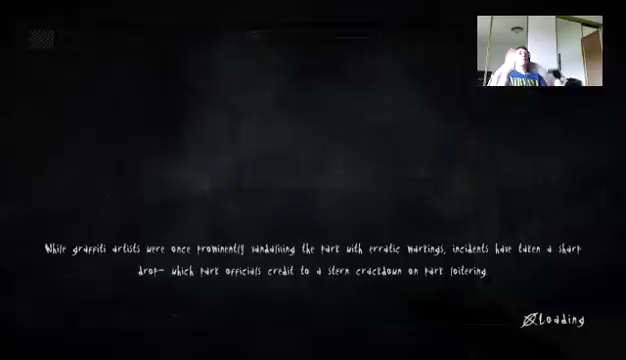 NIRVANA
While graffiti artists were once prominently vandalising the park with erratic markings, incidents have taken a sharp
drop- which park officials credit to a stern crackdown on park loitering.
Loading